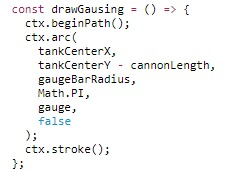 const drawGausing = () => {
  ctx.beginPath();
  ctx.arc(
    tankCenterX,
    tankCenterY - cannonLength,
    gaugeBarRadius,
    Math.PI,
    gauge,
    false
  );
  ctx.stroke();
};